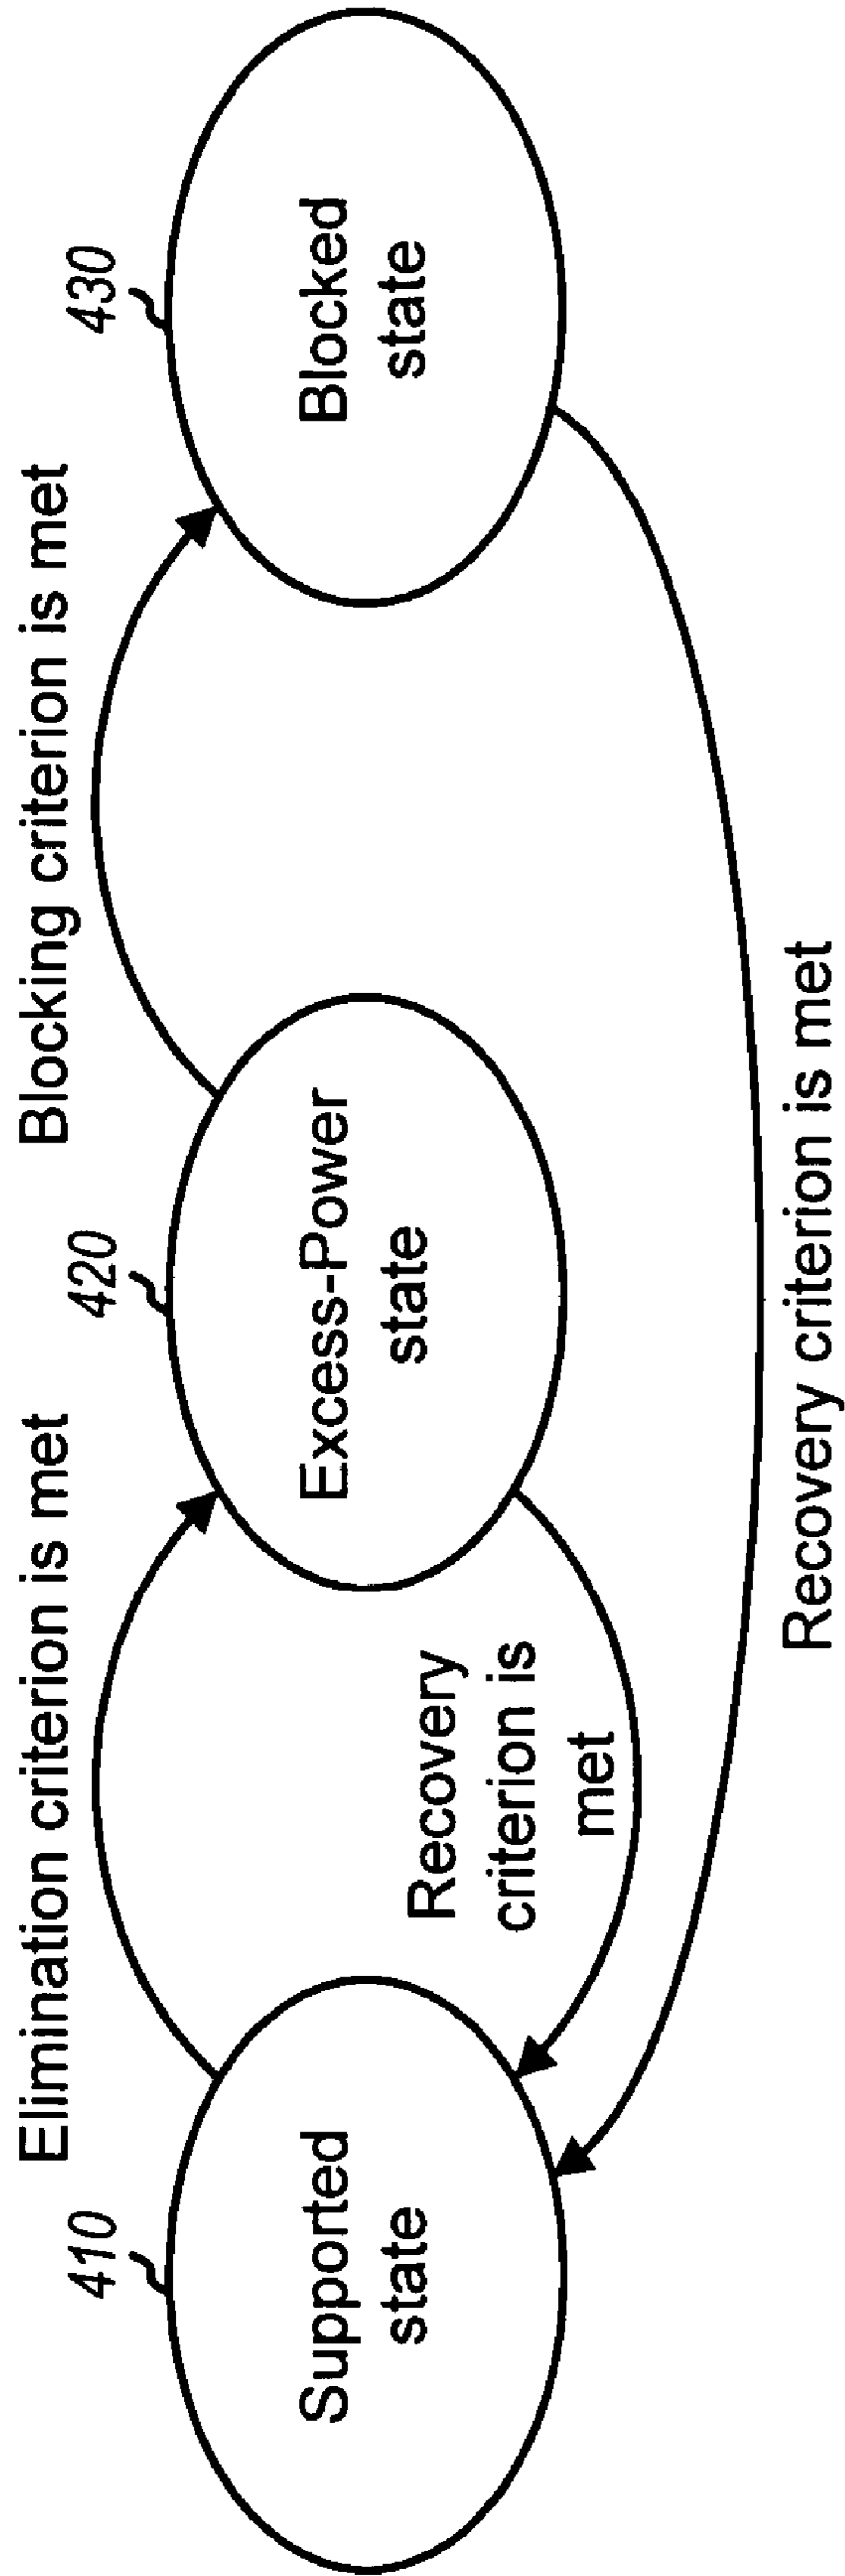 Elimination criterion is met
Blocking criterion is met
410
420
430
Supported
state
Excess-Power
state
Blocked
state
Recovery
criterion is
met
Recovery criterion is met